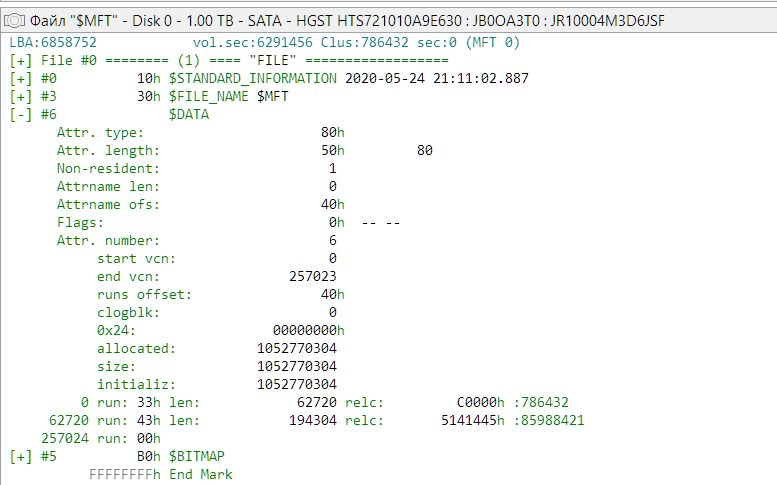 Файл "$MFT" - Disk 0 - 1.00 TB - SATA - HGST HTS721010A9E630 : JB0OA3T0 : JR10004M3D6JSF
LBA:6858752 vol.sec:6291456 Clus:786432 sec:0 (MFT 0)
[+] File #0 ======== (1) ==== "FILE" ==================
[+] #0 10h $STANDARD_INFORMATION 2020-05-24 21:11:02.887
[+] #3 30h $FILE_NAME $MFT
[-] #6 $DATA
Attr. type: 80h
Attr. length: 50h 80
Non-resident: 1
Attrname len: 0
Attrname ofs: 40h
Flags: 0h -- --
Attr. number: 6
start vcn: 0
end vcn: 257023
runs offset: 40h
clogblk: 0
0x24: 00000000h
allocated: 1052770304
size: 1052770304
initializ: 1052770304
0 run: 33h len: 62720 relc: C0000h :786432
62720 run: 43h len: 194304 relc: 5141445h :85988421
257024 run: 00h
[+] #5 B0h $BITMAP
FFFFFFFFh End Mark